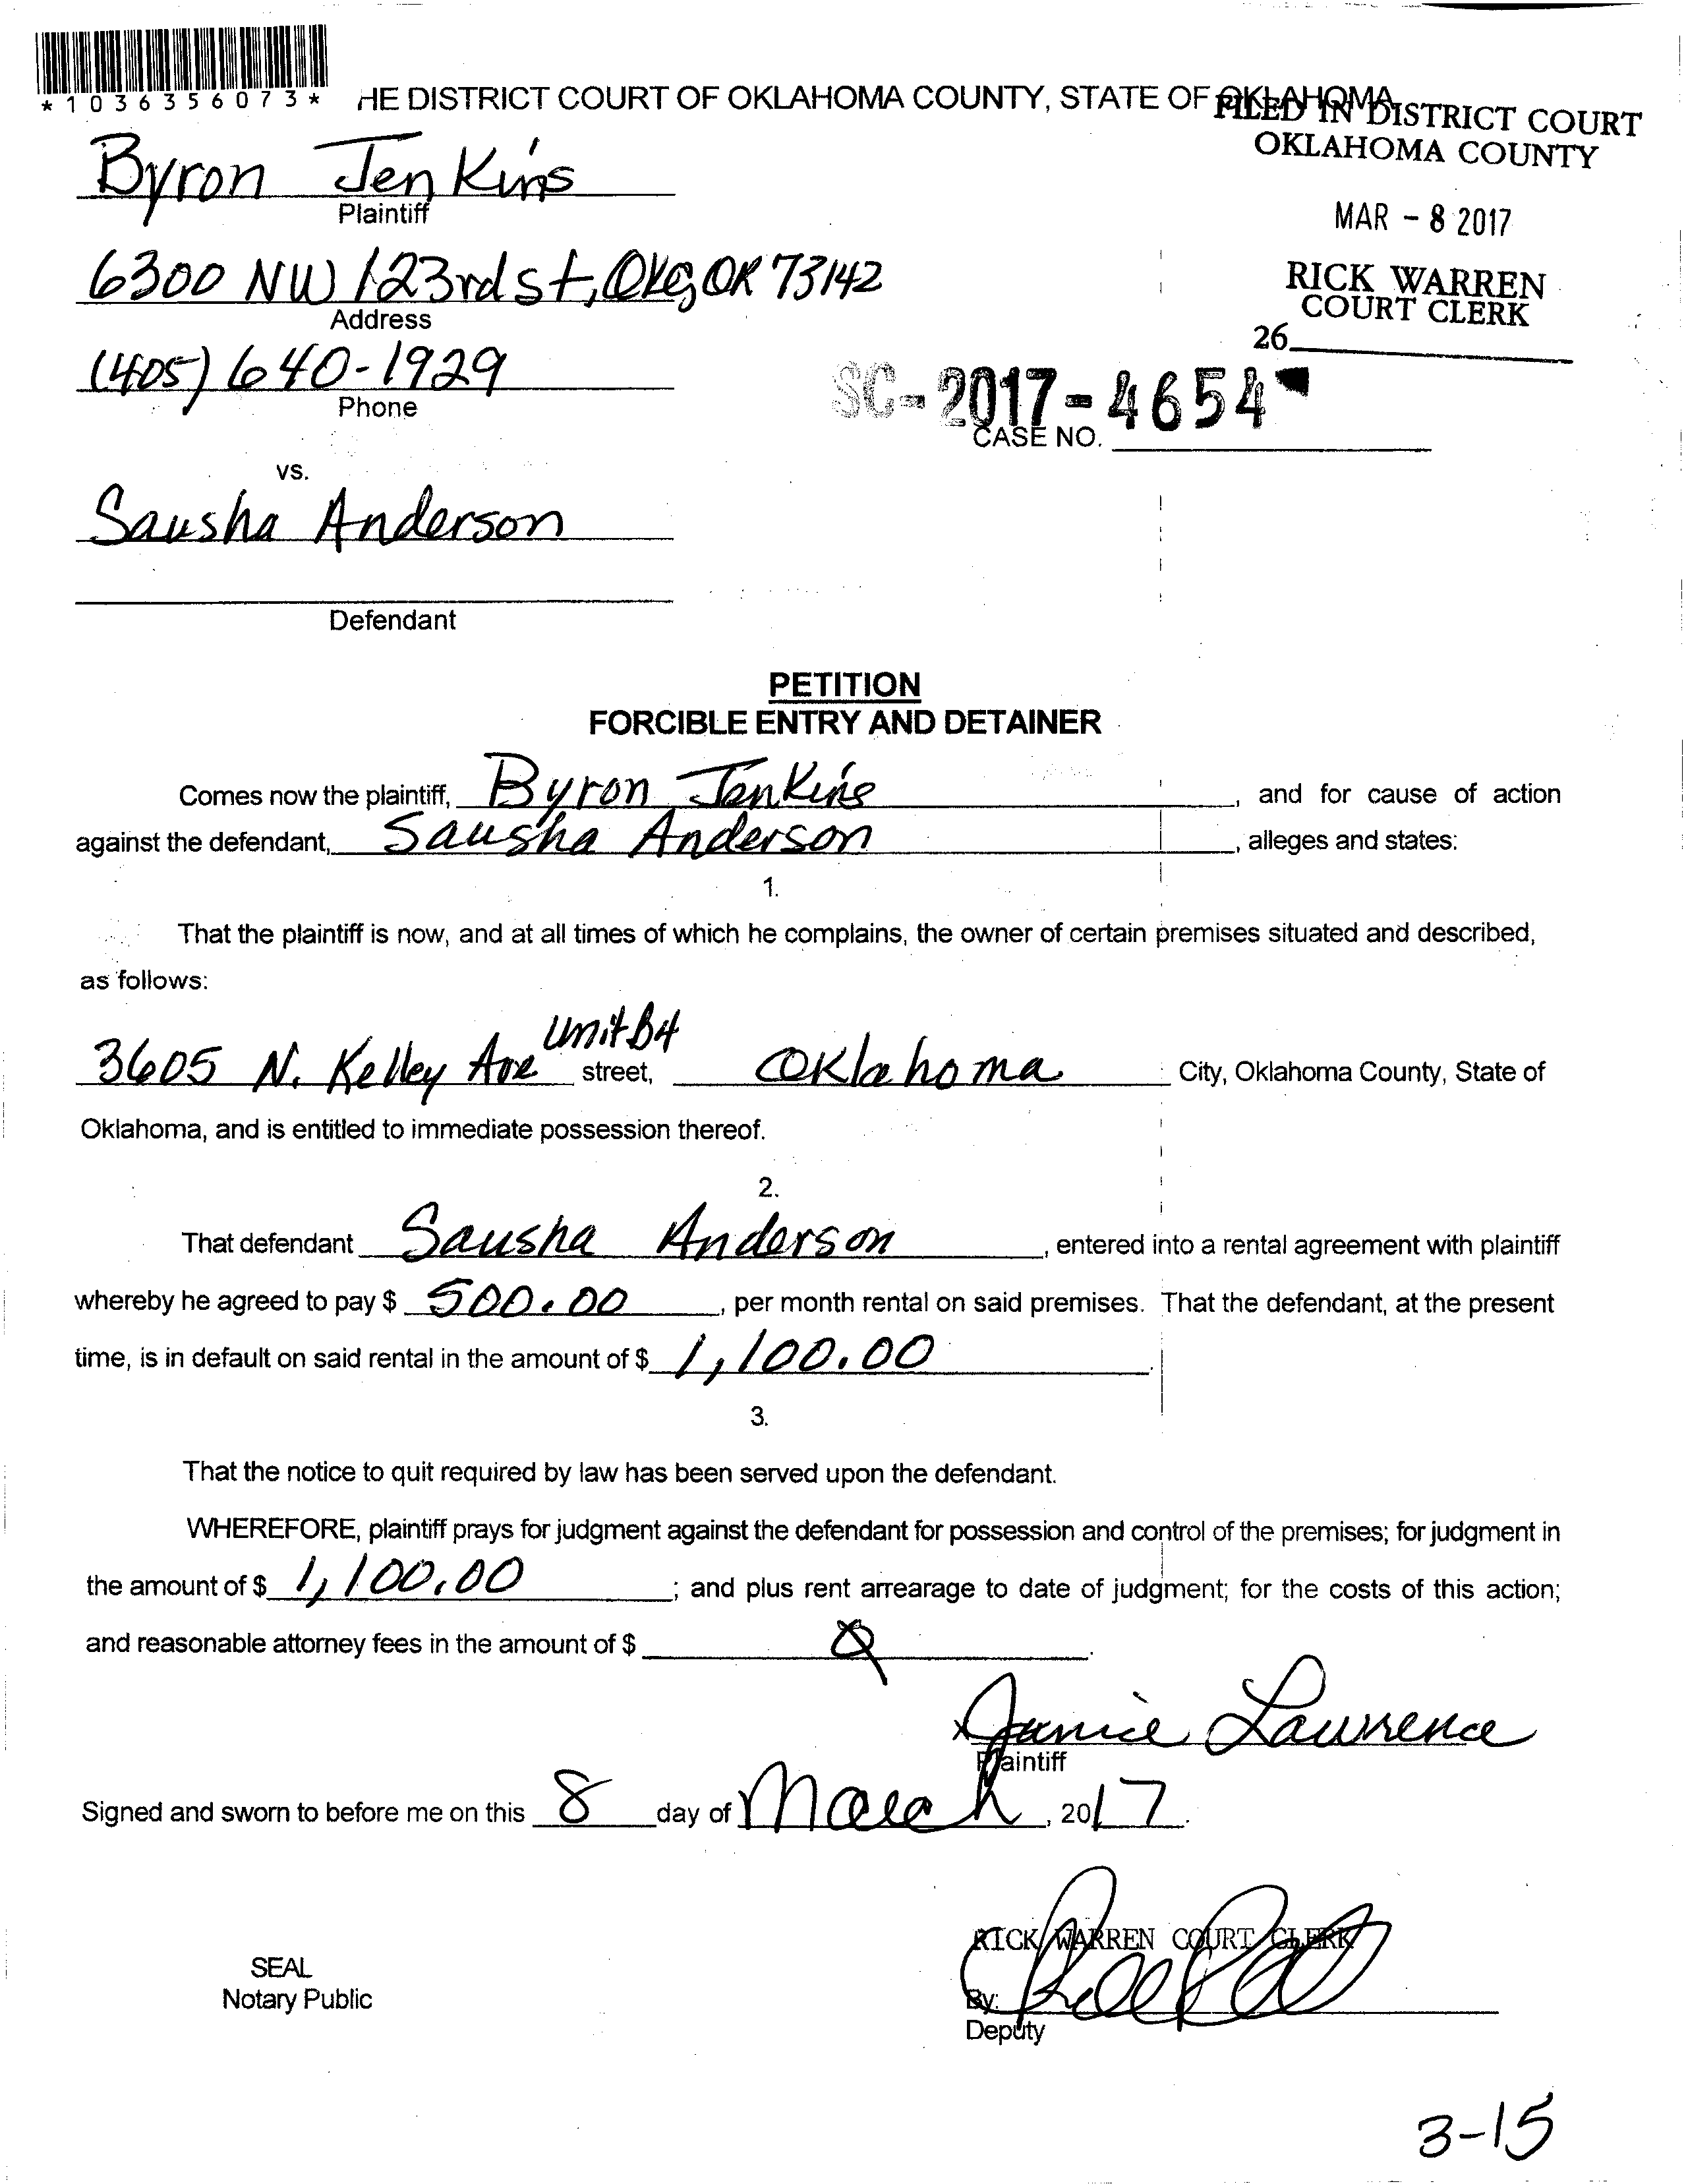 *1036356073*
HE DISTRICT COURT OF OKLAHOMA COUNTY, STATE OF OKLAHOMA
FILED IN DISTRICT COURT
OKLAHOMA COUNTY
Byron Jenkins
Plaintiff
MAR - 8 2017
6300 NW 123rd St, OKC, OK 73142
Address
RICK WARREN
COURT CLERK
26
(405) 640-1929
Phone
SC-2017-4654
CASE NO.
vs.
Sausha Anderson
Defendant
PETITION
FORCIBLE ENTRY AND DETAINER
Comes now the plaintiff, Byron Jenkins, and for cause of action
against the defendant, Sausha Anderson, alleges and states:
1.
That the plaintiff is now, and at all times of which he complains, the owner of certain premises situated and described,
as follows:
3605 N. Kelley Ave Unit B4 street, Oklahoma City, Oklahoma County, State of
Oklahoma, and is entitled to immediate possession thereof.
2.
That defendant Sausha Anderson, entered into a rental agreement with plaintiff
whereby he agreed to pay $ 500.00, per month rental on said premises. That the defendant, at the present
time, is in default on said rental in the amount of $ 1,100.00.
3.
That the notice to quit required by law has been served upon the defendant.
WHEREFORE, plaintiff prays for judgment against the defendant for possession and control of the premises; for judgment in
the amount of $ 1,100.00; and plus rent arrearage to date of judgment; for the costs of this action;
and reasonable attorney fees in the amount of $ .
x Janice Lawrence
Plaintiff
Signed and sworn to before me on this 8 day of March, 2017.
RICK WARREN COURT CLERK
SEAL
Notary Public
By:
Deputy
3-15